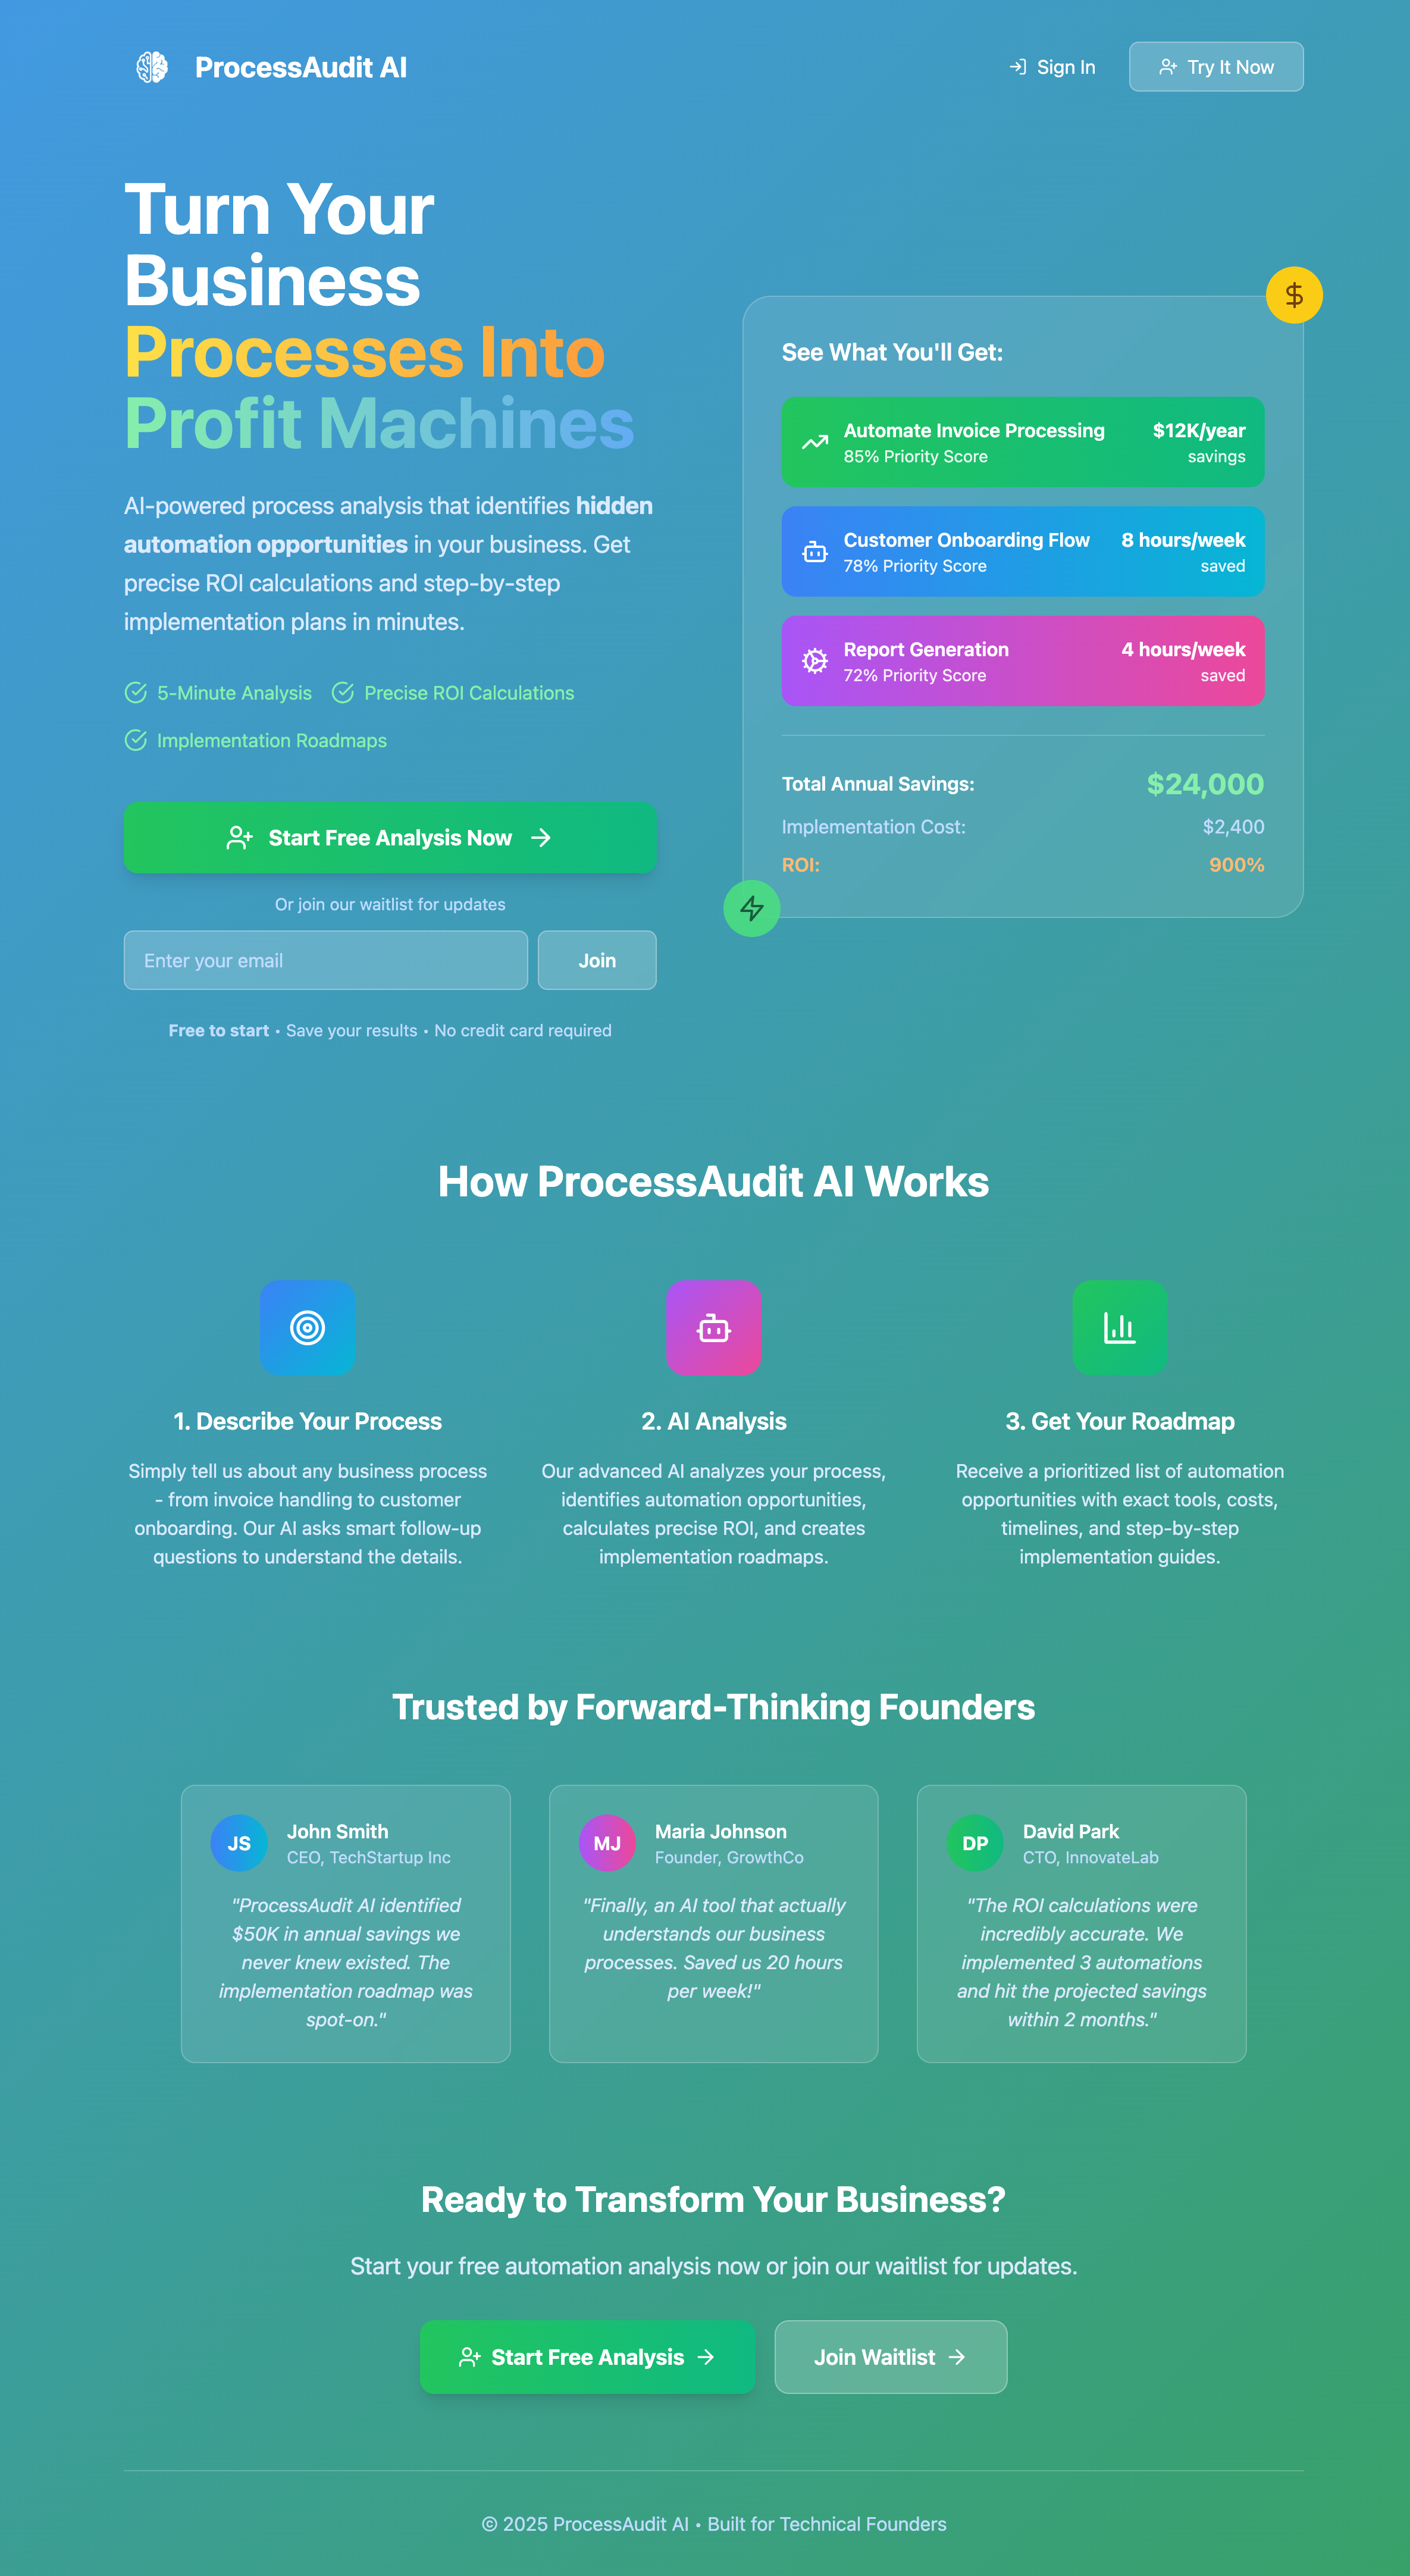 ProcessAudit AI
Sign In
Try It Now
Turn Your
Business
Processes Into
Profit Machines
AI-powered process analysis that identifies hidden
automation opportunities in your business. Get
precise ROI calculations and step-by-step
implementation plans in minutes.
5-Minute Analysis
Precise ROI Calculations
Implementation Roadmaps
Start Free Analysis Now
Or join our waitlist for updates
Enter your email
Join
Free to start • Save your results • No credit card required
See What You'll Get:
Automate Invoice Processing
85% Priority Score
$12K/year
savings
Customer Onboarding Flow
78% Priority Score
8 hours/week
saved
Report Generation
72% Priority Score
4 hours/week
saved
Total Annual Savings:
$24,000
Implementation Cost:
$2,400
ROI:
900%
How ProcessAudit AI Works
1. Describe Your Process
Simply tell us about any business process
- from invoice handling to customer
onboarding. Our AI asks smart follow-up
questions to understand the details.
2. AI Analysis
Our advanced AI analyzes your process,
identifies automation opportunities,
calculates precise ROI, and creates
implementation roadmaps.
3. Get Your Roadmap
Receive a prioritized list of automation
opportunities with exact tools, costs,
timelines, and step-by-step
implementation guides.
Trusted by Forward-Thinking Founders
JS
John Smith
CEO, TechStartup Inc
"ProcessAudit AI identified
$50K in annual savings we
never knew existed. The
implementation roadmap was
spot-on."
MJ
Maria Johnson
Founder, GrowthCo
"Finally, an AI tool that actually
understands our business
processes. Saved us 20 hours
per week!"
DP
David Park
CTO, InnovateLab
"The ROI calculations were
incredibly accurate. We
implemented 3 automations
and hit the projected savings
within 2 months."
Ready to Transform Your Business?
Start your free automation analysis now or join our waitlist for updates.
Start Free Analysis
Join Waitlist
© 2025 ProcessAudit AI • Built for Technical Founders